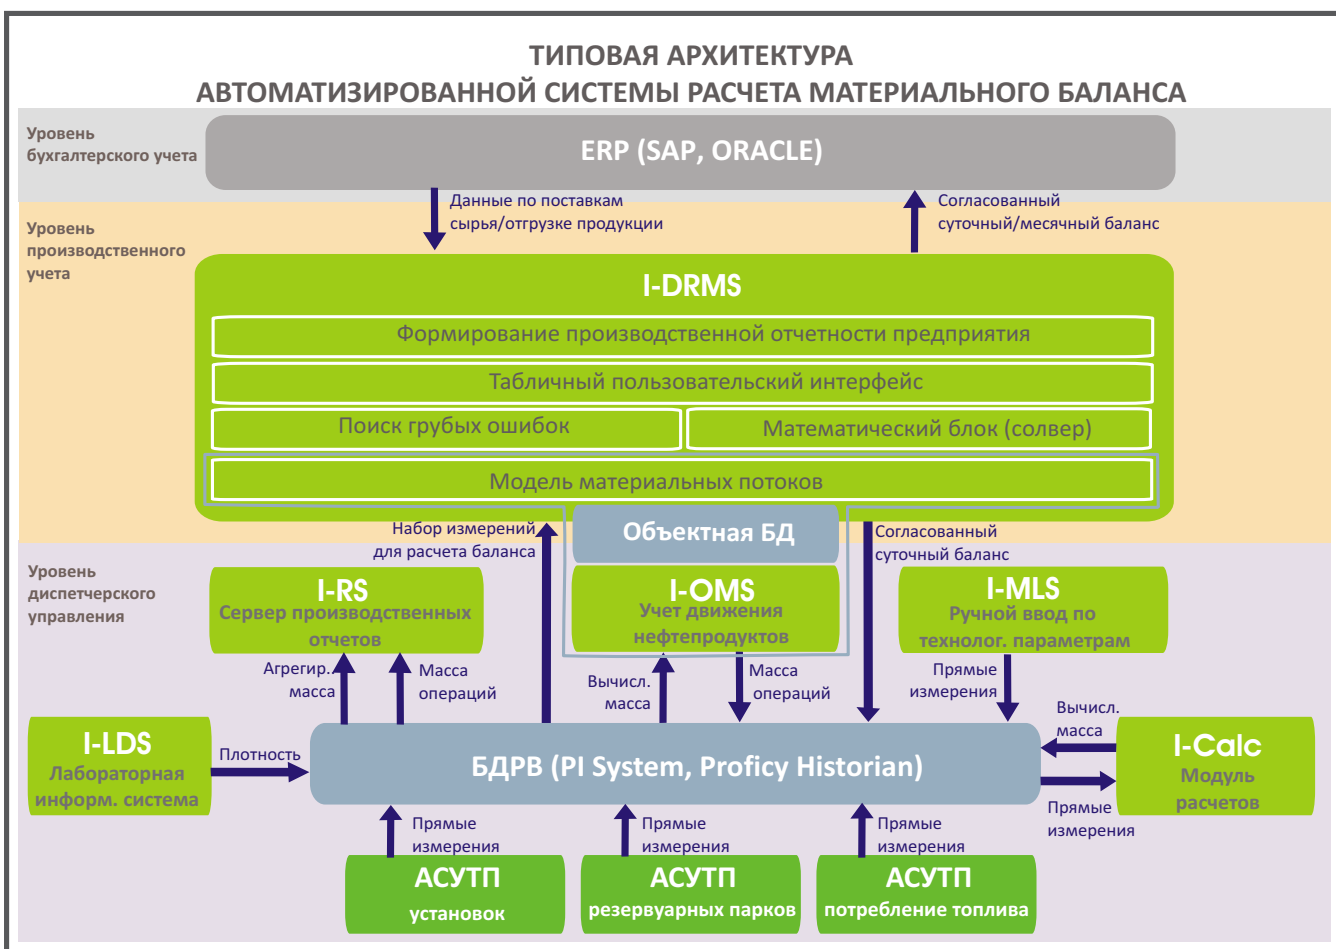 ТИПОВАЯ АРХИТЕКТУРА
АВТОМАТИЗИРОВАННОЙ СИСТЕМЫ РАСЧЕТА МАТЕРИАЛЬНОГО БАЛАНСА
Уровень
бухгалтерского учета
ERP (SAP, ORACLE)
Данные по поставкам
сырья/отгрузке продукции
Согласованный
суточный/месячный баланс
Уровень
производственного
учета
I-DRMS
Формирование производственной отчетности предприятия
Табличный пользовательский интерфейс
Поиск грубых ошибок
Математический блок (солвер)
Модель материальных потоков
Набор измерений
для расчета баланса
Объектная БД
Согласованный
суточный баланс
Уровень
диспетчерского
управления
I-RS
Сервер производственных
отчетов
I-OMS
Учет движения
нефтепродуктов
I-MLS
Ручной ввод по
технолог. параметрам
Агрегир..
масса
Масса
операций
Вычисл.
масса
Масса
операций
Прямые
измерения
I-LDS
Лабораторная
информ. система
Плотность
БДРВ (PI System, Proficy Historian)
Вычисл.
масса
I-Calc
Модуль
расчетов
Прямые
измерения
Прямые
измерения
Прямые
измерения
Прямые
измерения
АСУТП
установок
АСУТП
резервуарных парков
АСУТП
потребление топлива